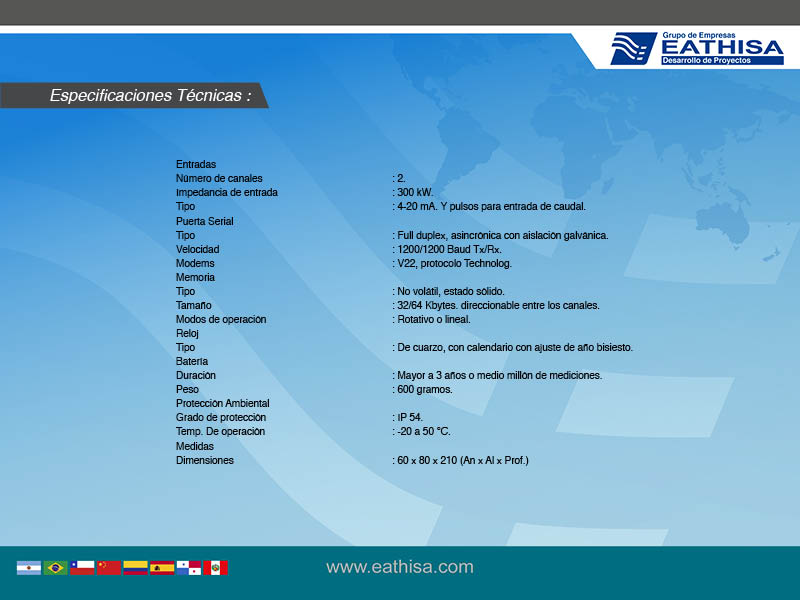 Grupo de Empresas
EATHISA
Desarrollo de Proyectos
Especificaciones Técnicas :
Entradas
Número de canales : 2.
Impedancia de entrada : 300 kW.
Tipo : 4-20 mA. Y pulsos para entrada de caudal.
Puerta Serial
Tipo : Full duplex, asincrónica con aislación galvánica.
Velocidad : 1200/1200 Baud Tx/Rx.
Modems : V22, protocolo Technolog.
Memoria
Tipo : No volátil, estado sólido.
Tamaño : 32/64 Kbytes. direccionable entre los canales.
Modos de operación : Rotativo o lineal.
Reloj
Tipo : De cuarzo, con calendario con ajuste de año bisiesto.
Batería
Duración : Mayor a 3 años o medio millón de mediciones.
Peso : 600 gramos.
Protección Ambiental
Grado de protección : IP 54.
Temp. De operación : -20 a 50 °C.
Medidas
Dimensiones : 60 x 80 x 210 (An x Al x Prof.)
www.eathisa.com